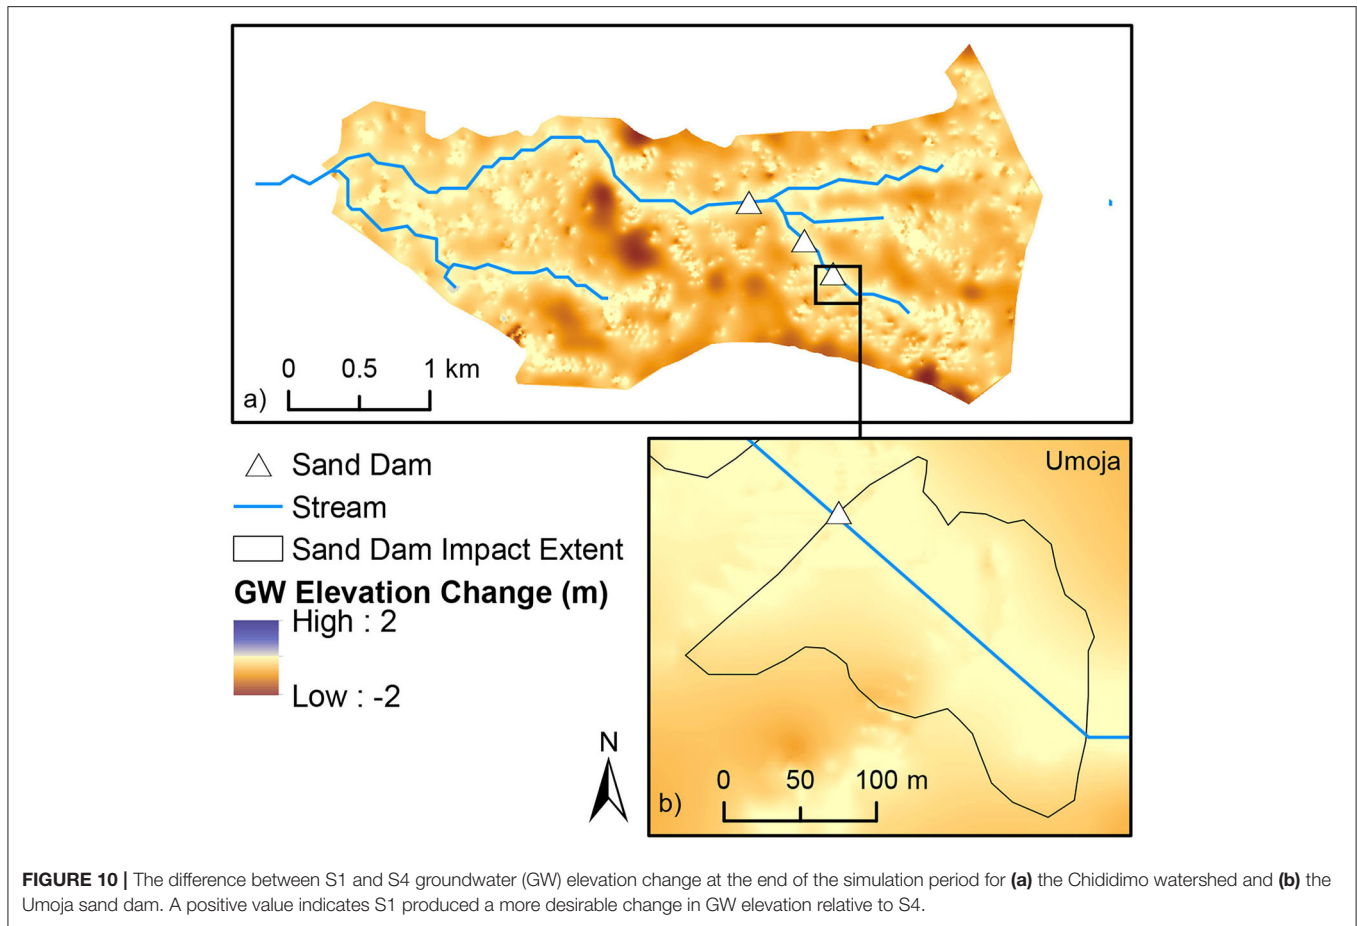 0 0.5 1 km
a)
Sand Dam
Stream
Sand Dam Impact Extent
GW Elevation Change (m)
High : 2
Low : -2
N
Umoja
0 50 100 m
b)
FIGURE 10 | The difference between S1 and S4 groundwater (GW) elevation change at the end of the simulation period for (a) the Chididimo watershed and (b) the
Umoja sand dam. A positive value indicates S1 produced a more desirable change in GW elevation relative to S4.